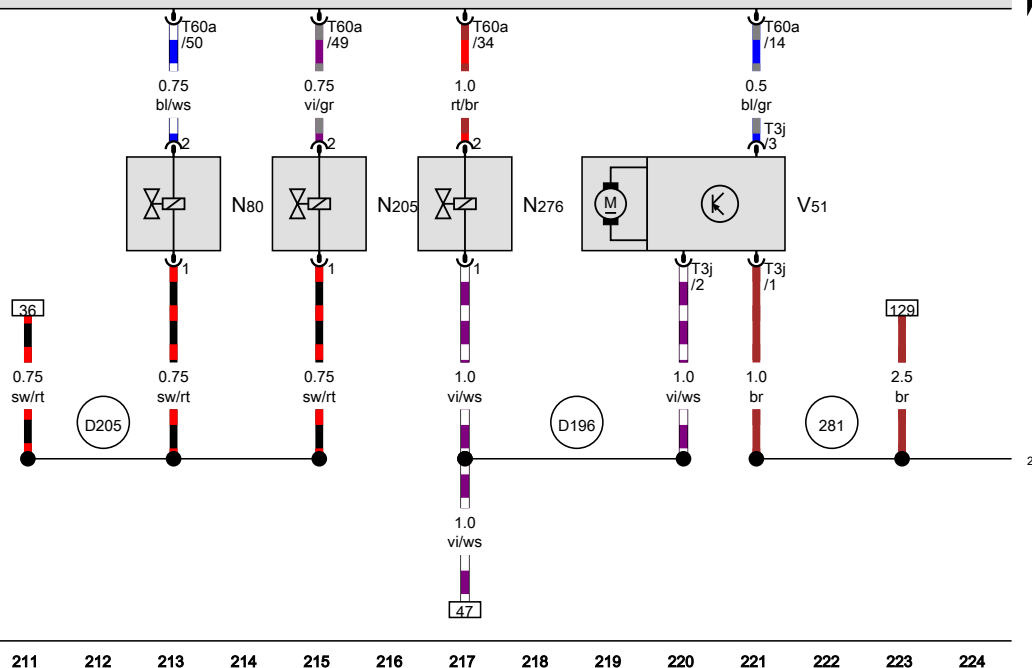 T60a
/50
T60a
/49
T60a
/34
T60a
/14
0.75
bl/ws
0.75
vi/gr
1.0
rt/br
0.5
bl/gr
2
2
2
T3j
/3
N80
N205
N276
M
V51
1
1
1
T3j
/2
T3j
/1
36
129
0.75
sw/rt
0.75
sw/rt
0.75
sw/rt
1.0
vi/ws
1.0
vi/ws
1.0
br
2.5
br
D205
D196
281
2
1.0
vi/ws
47
211 212 213 214 215 216 217 218 219 220 221 222 223 224